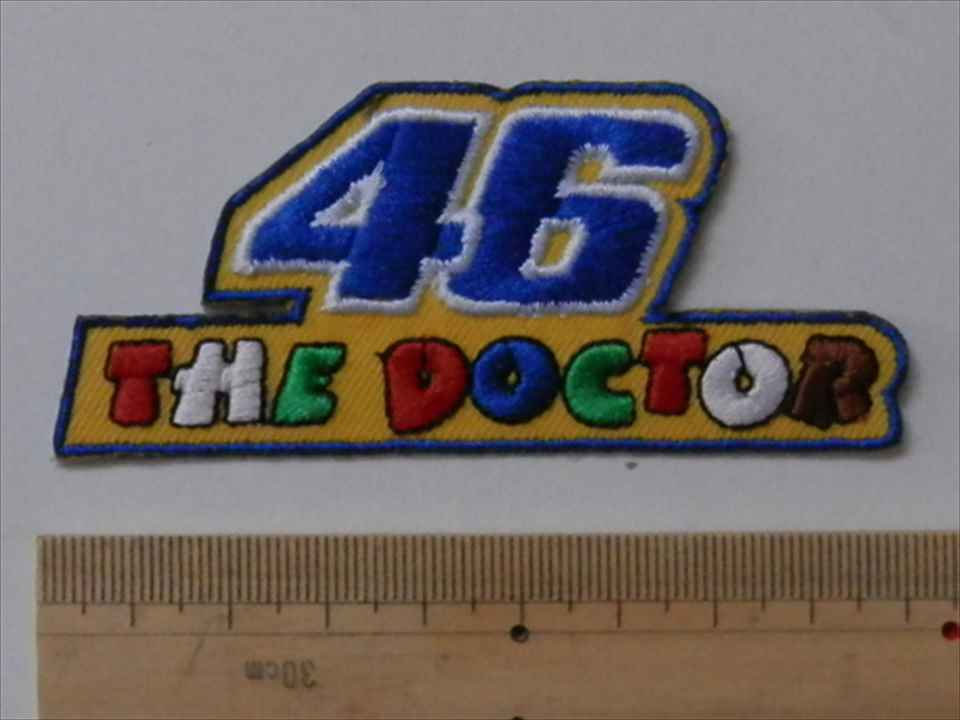 46
THE DOCTOR
30cm